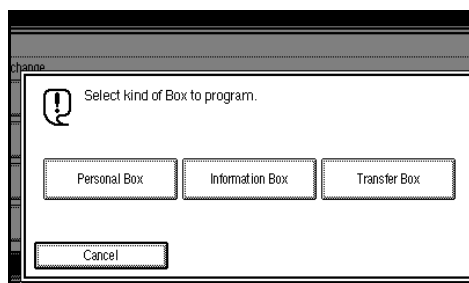 change
Select kind of Box to program.
Personal Box
Information Box
Transfer Box
Cancel